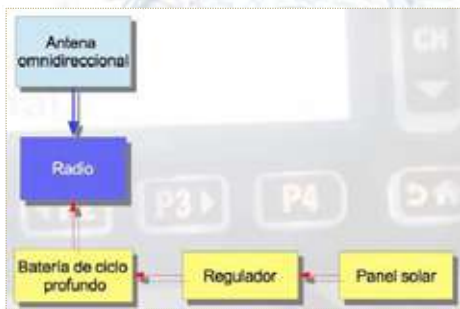 Antena
omnidireccional
CH
Radio
P3
P4
Batería de ciclo
profundo
Regulador
Panel solar